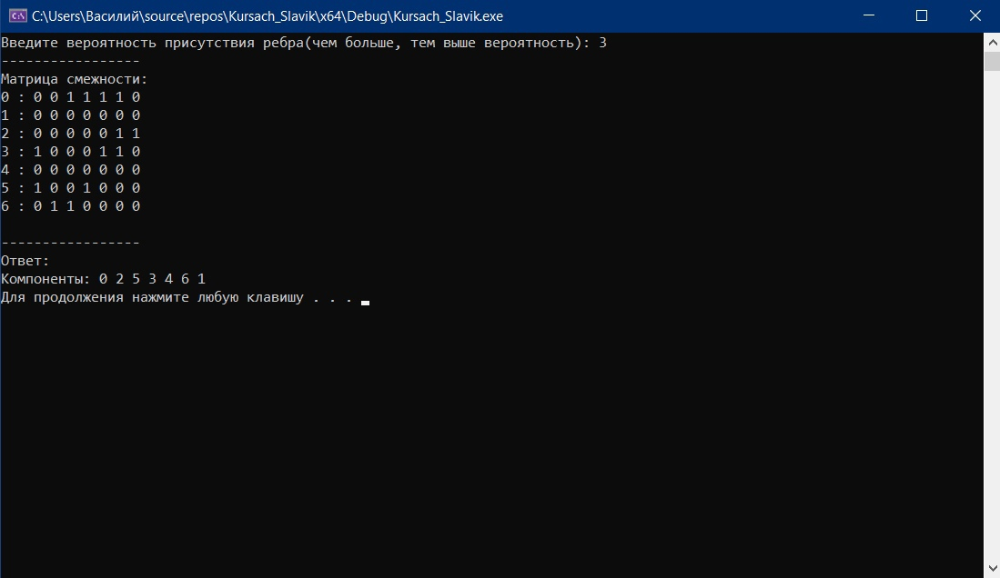 C:\Users\Василий\source\repos\Kursach_Slavik\x64\Debug\Kursach_Slavik.exe
Введите вероятность присутствия ребра(чем больше, тем выше вероятность): 3
-----------------
Матрица смежности:
0 : 0 0 1 1 1 1 0
1 : 0 0 0 0 0 0 0
2 : 0 0 0 0 0 1 1
3 : 1 0 0 0 1 1 0
4 : 0 0 0 0 0 0 0
5 : 1 0 0 1 0 0 0
6 : 0 1 1 0 0 0 0
-----------------
Ответ:
Компоненты: 0 2 5 3 4 6 1
Для продолжения нажмите любую клавишу . . .